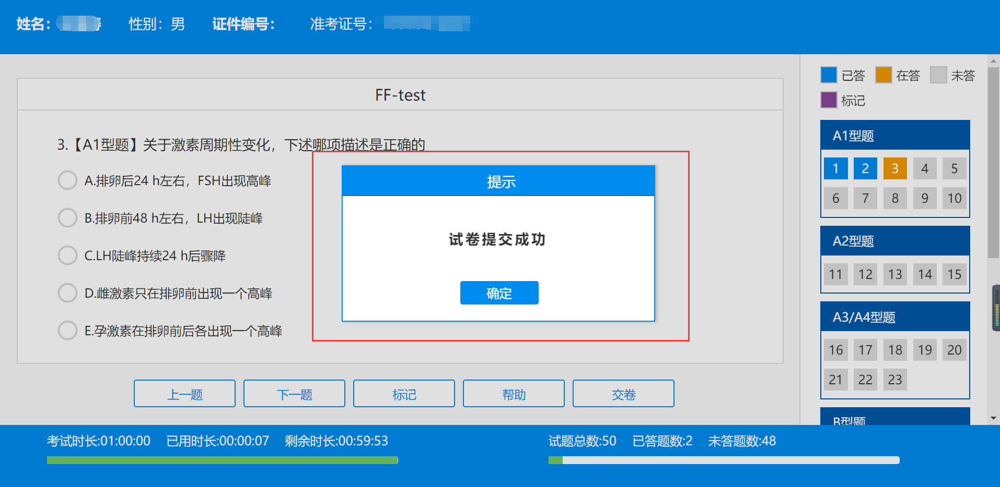 姓名： 性别：男 证件编号： 准考证号：
FF-test
3.【A1型题】关于激素周期性变化，下述哪项描述是正确的
A.排卵后24 h左右，FSH出现高峰
B.排卵前48 h左右，LH出现陡峰
C.LH陡峰持续24 h后骤降
D.雌激素只在排卵前出现一个高峰
E.孕激素在排卵前后各出现一个高峰
提示
试卷提交成功
确定
上一题 下一题 标记 帮助 交卷
已答 在答 未答
标记
A1型题
1 2 3 4 5
6 7 8 9 10
A2型题
11 12 13 14 15
A3/A4型题
16 17 18 19 20
21 22 23
B型题
考试时长:01:00:00 已用时长:00:00:07 剩余时长:00:59:53
试题总数:50 已答题数:2 未答题数:48